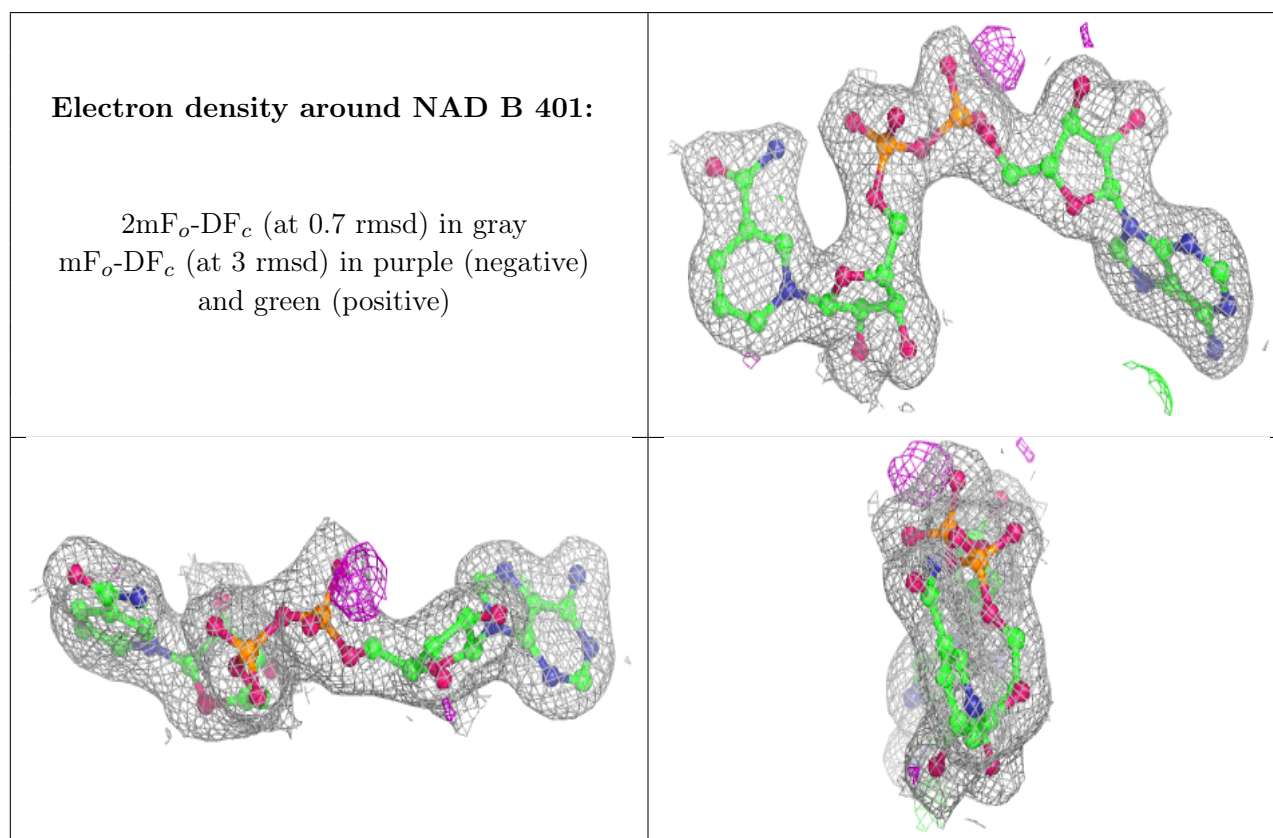 Electron density around NAD B 401:
2mFo-DFc (at 0.7 rmsd) in gray
mFo-DFc (at 3 rmsd) in purple (negative)
and green (positive)